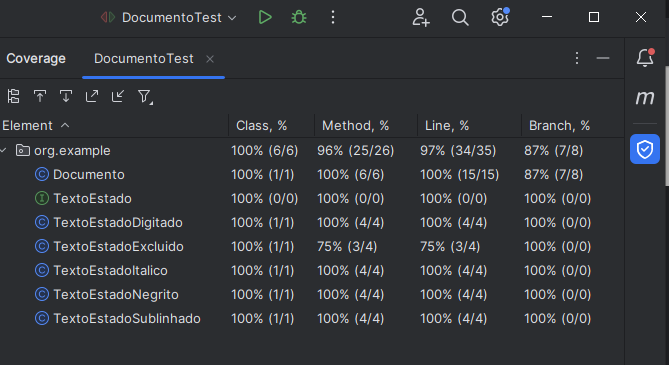 DocumentoTest
Coverage DocumentoTest
Element Class, % Method, % Line, % Branch, %
org.example 100% (6/6) 96% (25/26) 97% (34/35) 87% (7/8)
Documento 100% (1/1) 100% (6/6) 100% (15/15) 87% (7/8)
TextoEstado 100% (0/0) 100% (0/0) 100% (0/0) 100% (0/0)
TextoEstadoDigitado 100% (1/1) 100% (4/4) 100% (4/4) 100% (0/0)
TextoEstadoExcluido 100% (1/1) 75% (3/4) 75% (3/4) 100% (0/0)
TextoEstadoItalico 100% (1/1) 100% (4/4) 100% (4/4) 100% (0/0)
TextoEstadoNegrito 100% (1/1) 100% (4/4) 100% (4/4) 100% (0/0)
TextoEstadoSublinhado 100% (1/1) 100% (4/4) 100% (4/4) 100% (0/0)